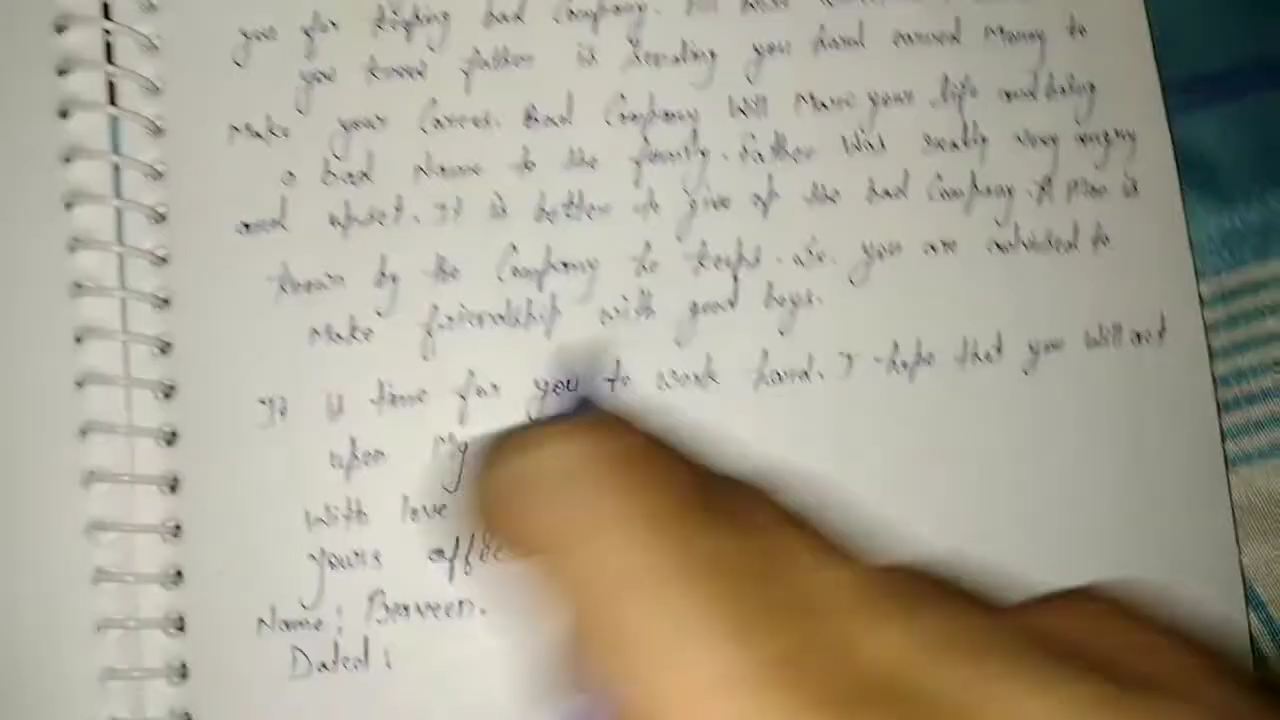 you for keeping bad Company.
you know father is sending you hard earned Money to
Make your Career. Bad Company Will your life and bring
a bad Name to the family. Father Was really very angry
and upset. It is better to give up the bad Company. A Man is
known by the Company he keeps. you are advised to
Make friendship with good boys.
It is time for you to work hard. I hope that you will act
upon My
With love
yours affec
Name: Praveen.
Dated: